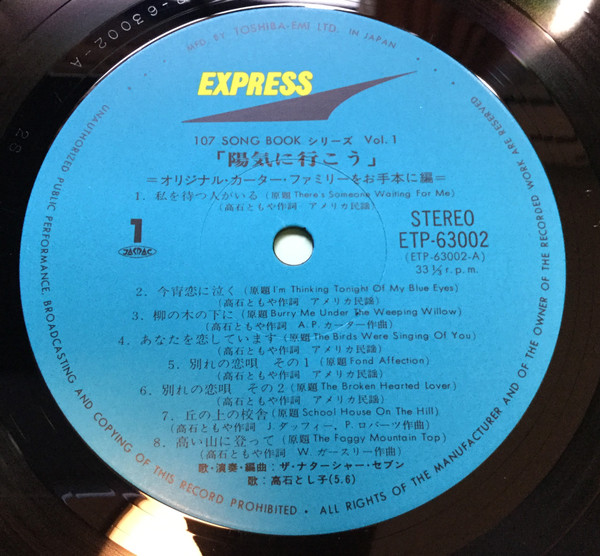 ETP-63002-A
28
MFD. BY TOSHIBA-EMI LTD. IN JAPAN
EXPRESS
107 SONG BOOK シリーズ Vol.1
「陽気に行こう」
=オリジナル・カーター・ファミリーをお手本に編=
1. 私を待つ人がいる (原題 There's Someone Waiting For Me)
(高石ともや作詞 アメリカ民謡)
1
JASRAC
STEREO
ETP-63002
(ETP-63002-A)
33 1/3 r.p.m.
2. 今宵恋に泣く (原題 I'm Thinking Tonight Of My Blue Eyes)
(高石ともや作詞 アメリカ民謡)
3. 柳の木の下に (原題 Burry Me Under The Weeping Willow)
(高石ともや作詞 A.P.カーター作曲)
4. あなたを恋しています (原題 The Birds Were Singing Of You)
(高石ともや作詞 アメリカ民謡)
5. 別れの恋唄 その1 (原題 Fond Affection)
(高石ともや作詞 アメリカ民謡)
6. 別れの恋唄 その2 (原題 The Broken Hearted Lover)
(高石ともや作詞 アメリカ民謡)
7. 丘の上の校舎 (原題 School House On The Hill)
(高石ともや作詞 J.ダッフィー, P.ロバーツ作曲)
8. 高い山に登って (原題 The Foggy Mountain Top)
(高石ともや作詞 W.ガースリー作曲)
歌・演奏・編曲: ザ・ナターシャー・セブン
歌: 高石とし子(5.6)
UNAUTHORIZED PUBLIC PERFORMANCE, BROADCASTING AND COPYING OF THIS RECORD PROHIBITED • ALL RIGHTS OF THE MANUFACTURER AND OF THE OWNER OF THE RECORDED WORK ARE RESERVED